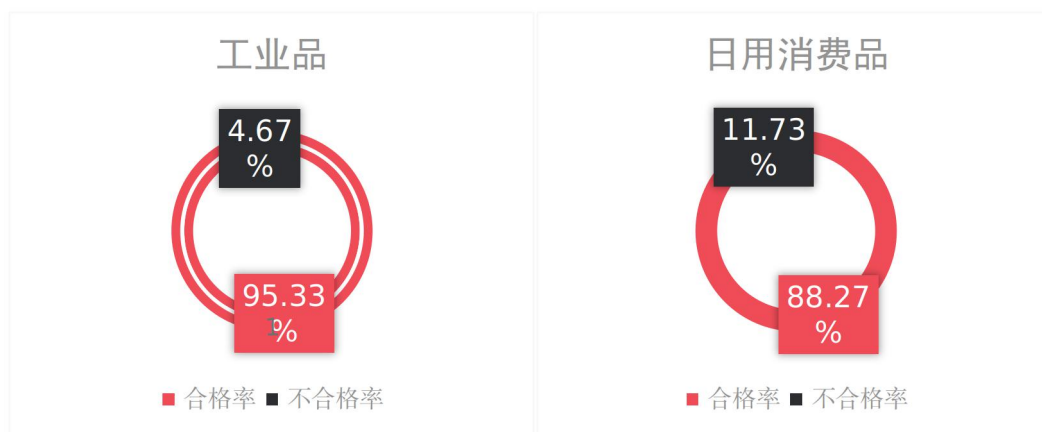 工业品
4.67
%
95.33
%
合格率 不合格率
日用消费品
11.73
%
88.27
%
合格率 不合格率